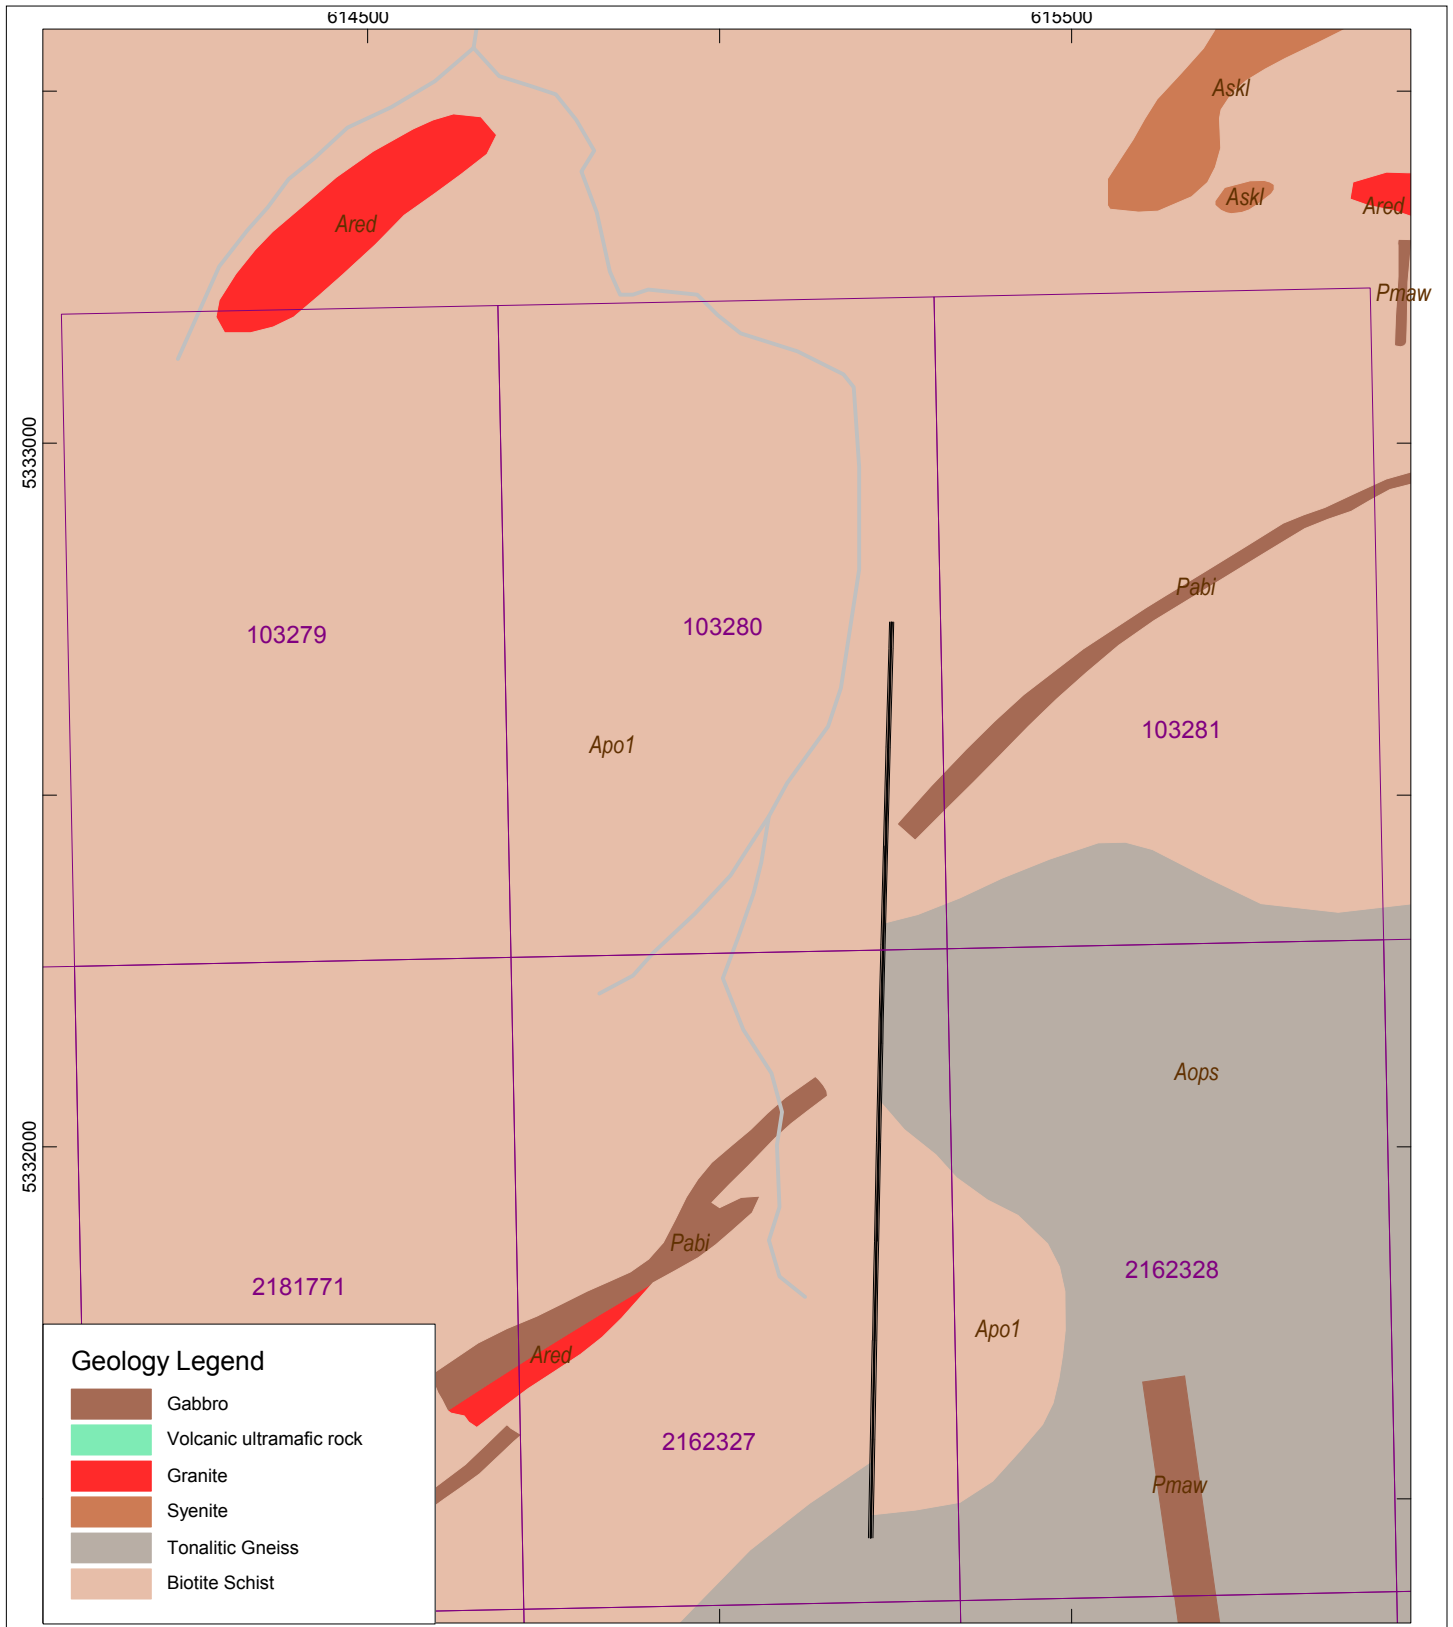 614500
615500
Askl
Askl
Ared
Ared
Pmaw
5333000
Pabi
103279
103280
103281
Apo1
Aops
5332000
Pabi
2181771
2162328
Apo1
Ared
2162327
Pmaw
Geology Legend
Gabbro
Volcanic ultramafic rock
Granite
Syenite
Tonalitic Gneiss
Biotite Schist